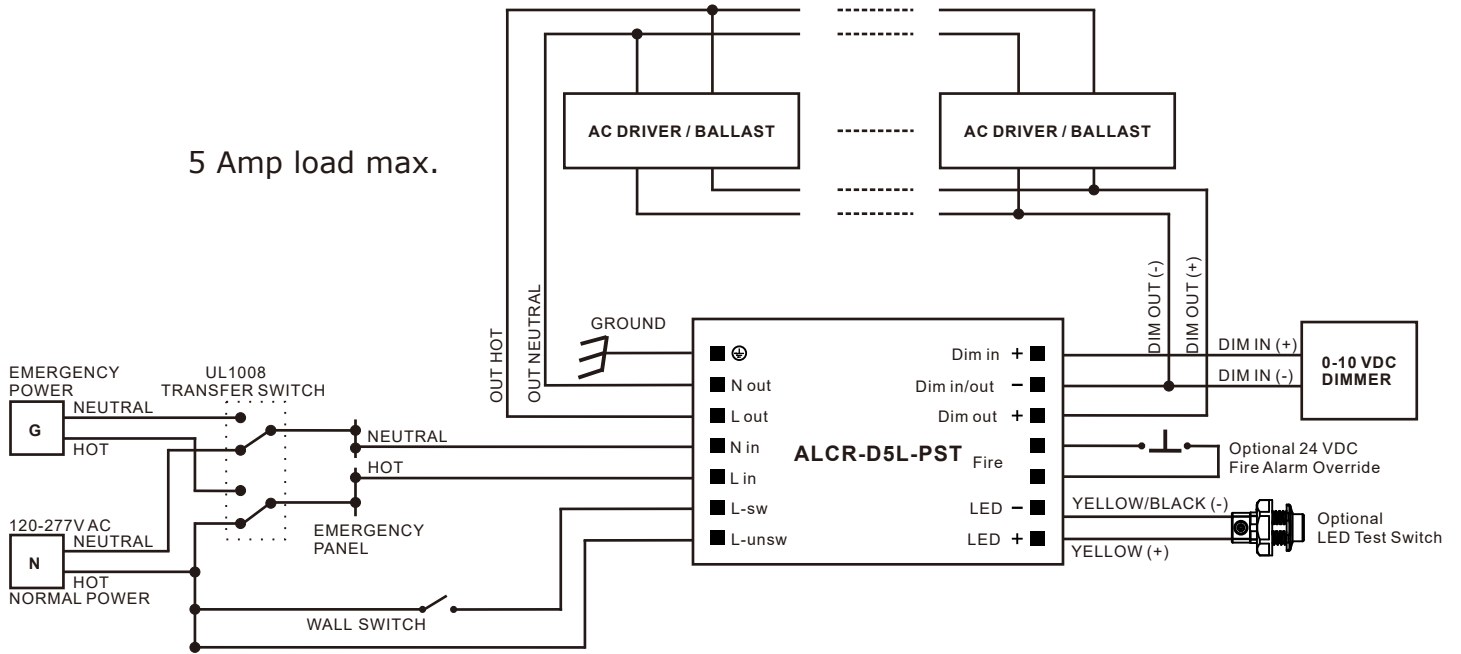 5 Amp load max.
AC DRIVER / BALLAST
AC DRIVER / BALLAST
OUT HOT
OUT NEUTRAL
GROUND
DIM OUT (-)
DIM OUT (+)
EMERGENCY
POWER
G
NEUTRAL
HOT
UL1008
TRANSFER SWITCH
120-277V AC
NEUTRAL
N
HOT
NORMAL POWER
NEUTRAL
HOT
EMERGENCY
PANEL
WALL SWITCH
N out
L out
N in
L in
L-sw
L-unsw
ALCR-D5L-PST
Dim in +
Dim in/out −
Dim out +
Fire
LED −
LED +
DIM IN (+)
DIM IN (-)
0-10 VDC
DIMMER
Optional 24 VDC
Fire Alarm Override
YELLOW/BLACK (-)
YELLOW (+)
Optional
LED Test Switch